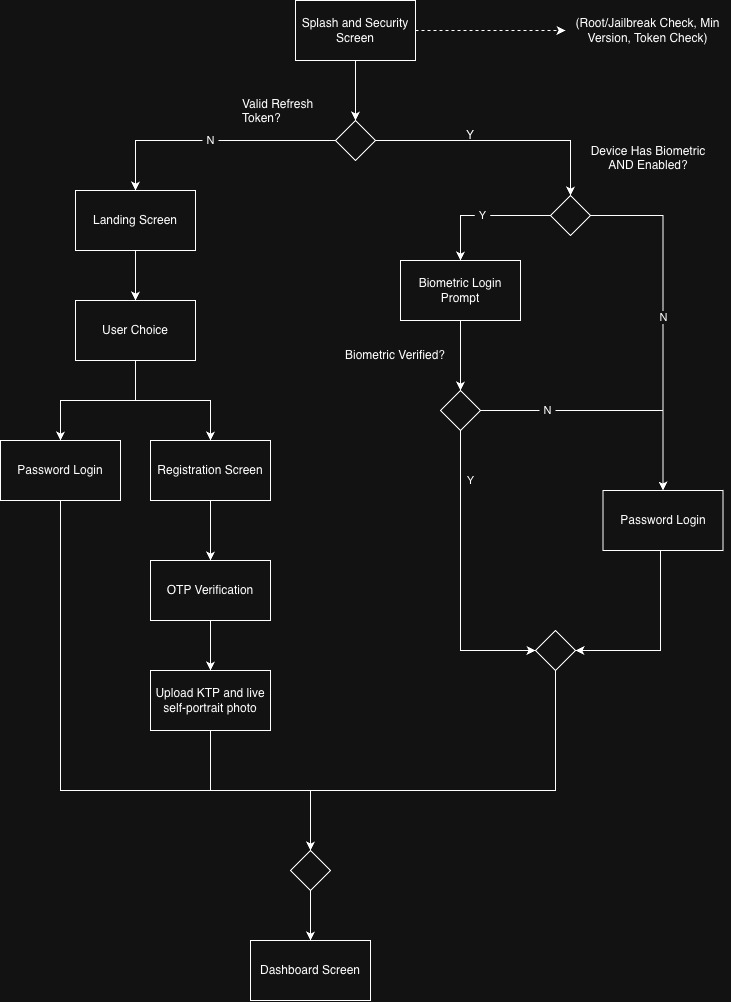 Splash and Security
Screen
(Root/Jailbreak Check, Min
Version, Token Check)
Valid Refresh
Token?
N
Y
Device Has Biometric
AND Enabled?
Landing Screen
Y
Biometric Login
Prompt
User Choice
N
Biometric Verified?
N
Password Login
Registration Screen
Y
Password Login
OTP Verification
Upload KTP and live
self-portrait photo
Dashboard Screen